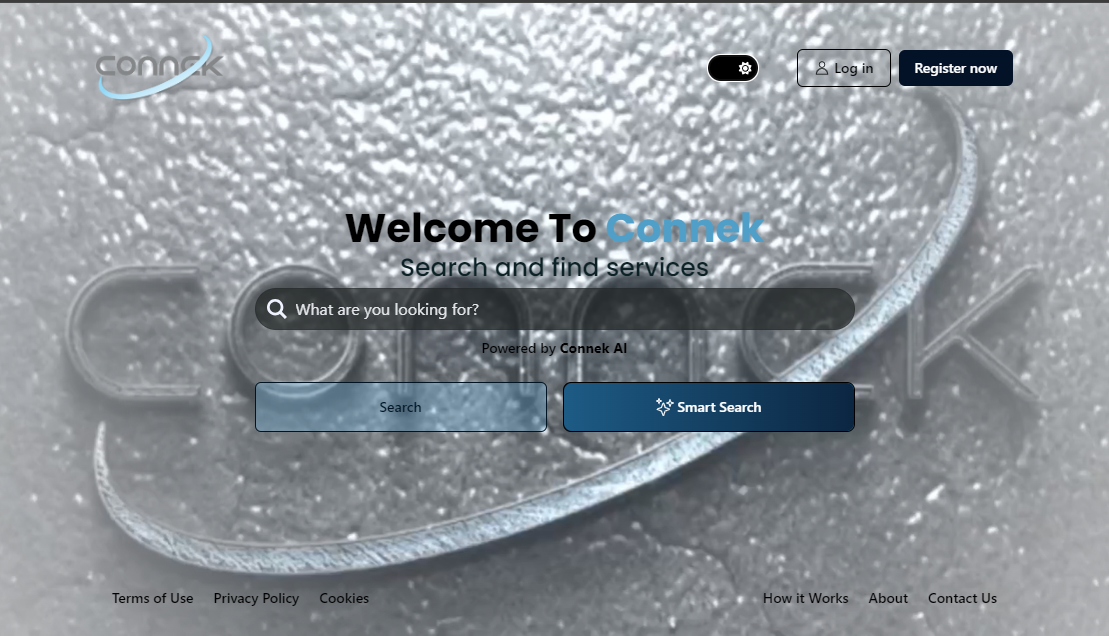 connek
Log in
Register now
Welcome To Connek
Search and find services
What are you looking for?
Powered by Connek AI
connek
Search
Smart Search
Terms of Use
Privacy Policy
Cookies
How it Works
About
Contact Us